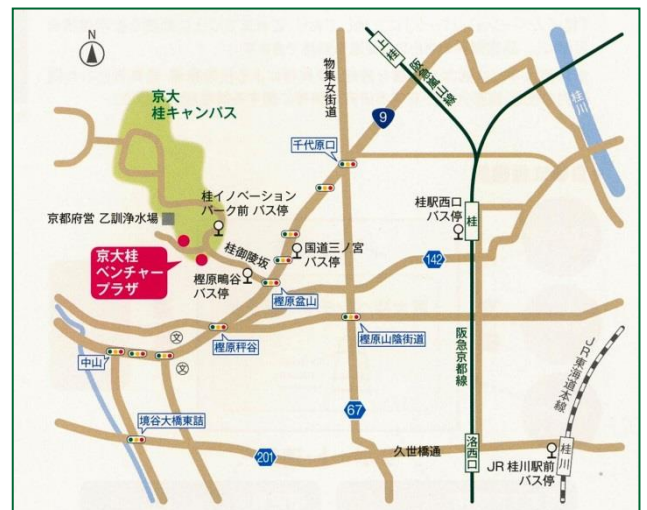 N
京大
桂キャンパス
物集女街道
上桂
阪急嵐山線
9
桂川
千代原口
桂イノベーション
パーク前 バス停
桂駅西口
バス停
桂
京都府営 乙訓浄水場
京大桂
ベンチャー
プラザ
桂御陵坂
国道三ノ宮
バス停
142
樫原鴫谷
バス停
樫原盆山
樫原秤谷
樫原山陰街道
阪急京都線
JR東海道本線
文
文
中山
67
境谷大橋東詰
201
久世橋通
洛西口
JR 桂川駅前
バス停
桂川